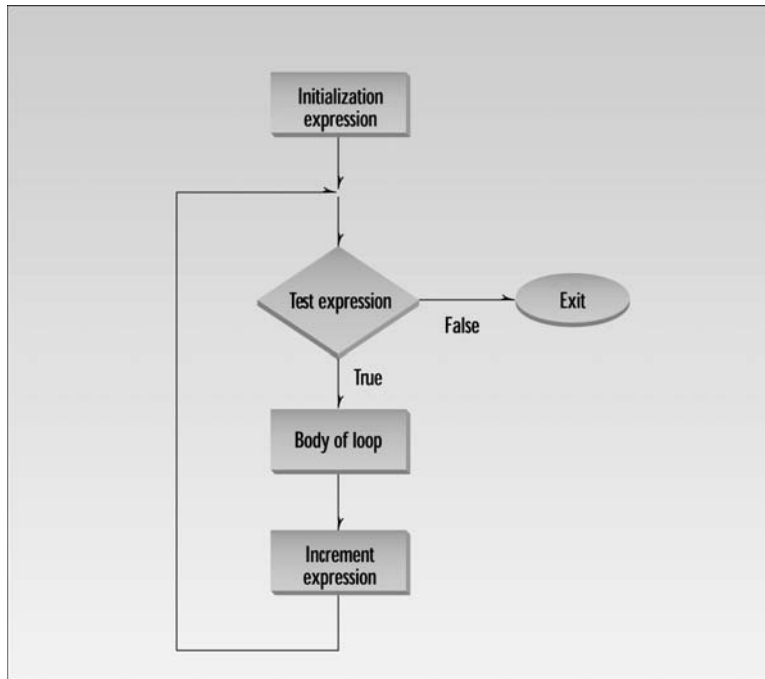 Initialization
expression
Test expression
Exit
False
True
Body of loop
Increment
expression